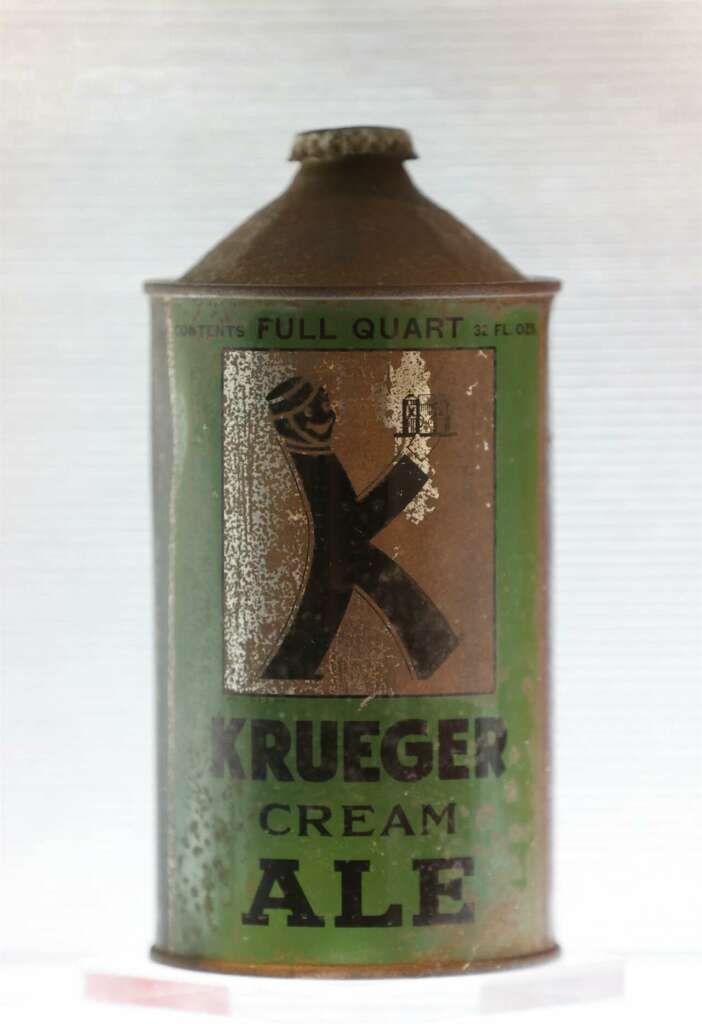 CONTENTS FULL QUART 32 FL. OZS.
KRUEGER
CREAM
ALE